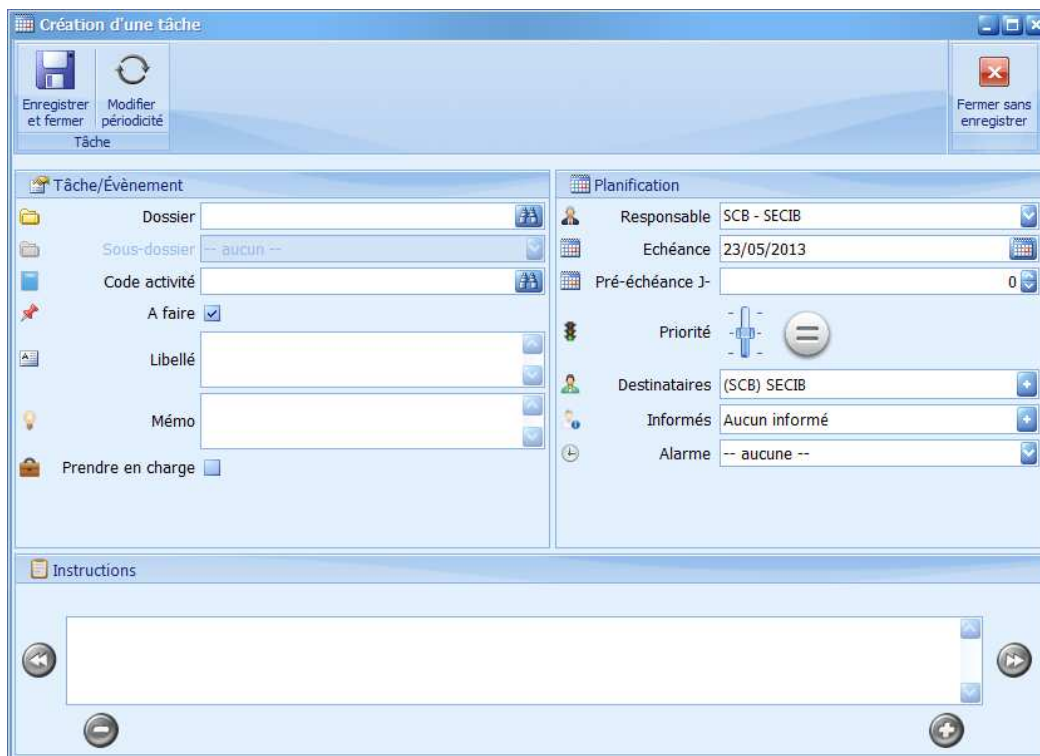 Création d'une tâche
Enregistrer
et fermer
Modifier
périodicité
Tâche
Fermer sans
enregistrer
Tâche/Évènement
Dossier
Sous-dossier -- aucun --
Code activité
A faire
Libellé
Mémo
Prendre en charge
Planification
Responsable SCB - SECIB
Echéance 23/05/2013
Pré-échéance J- 0
Priorité
Destinataires (SCB) SECIB
Informés Aucun informé
Alarme -- aucune --
Instructions